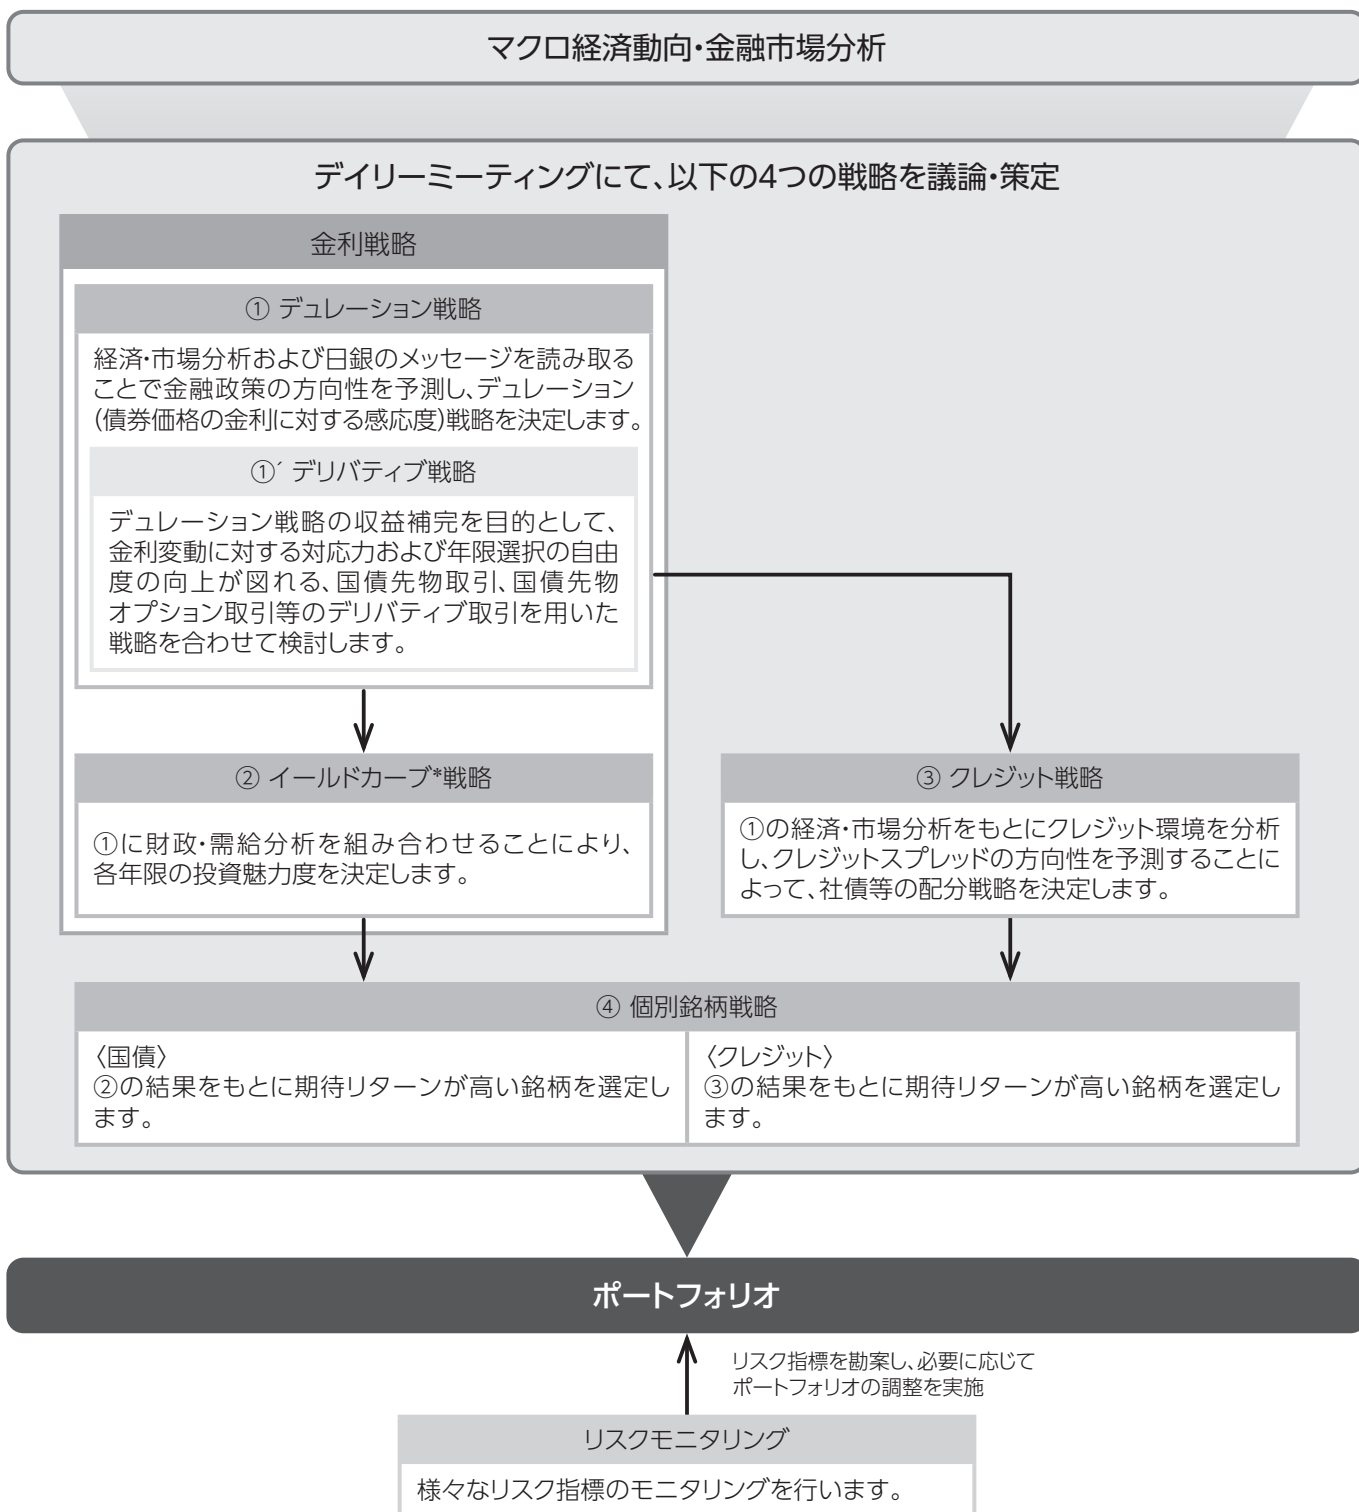 マクロ経済動向・金融市場分析
デイリーミーティングにて、以下の4つの戦略を議論・策定
金利戦略
① デュレーション戦略
経済・市場分析および日銀のメッセージを読み取る
ことで金融政策の方向性を予測し、デュレーション
(債券価格の金利に対する感応度)戦略を決定します。
①´ デリバティブ戦略
デュレーション戦略の収益補完を目的として、
金利変動に対する対応力および年限選択の自由
度の向上が図れる、国債先物取引、国債先物
オプション取引等のデリバティブ取引を用いた
戦略を合わせて検討します。
② イールドカーブ*戦略
①に財政・需給分析を組み合わせることにより、
各年限の投資魅力度を決定します。
③ クレジット戦略
①の経済・市場分析をもとにクレジット環境を分析
し、クレジットスプレッドの方向性を予測することに
よって、社債等の配分戦略を決定します。
④ 個別銘柄戦略
〈国債〉
②の結果をもとに期待リターンが高い銘柄を選定し
ます。
〈クレジット〉
③の結果をもとに期待リターンが高い銘柄を選定し
ます。
ポートフォリオ
リスク指標を勘案し、必要に応じて
ポートフォリオの調整を実施
リスクモニタリング
様々なリスク指標のモニタリングを行います。